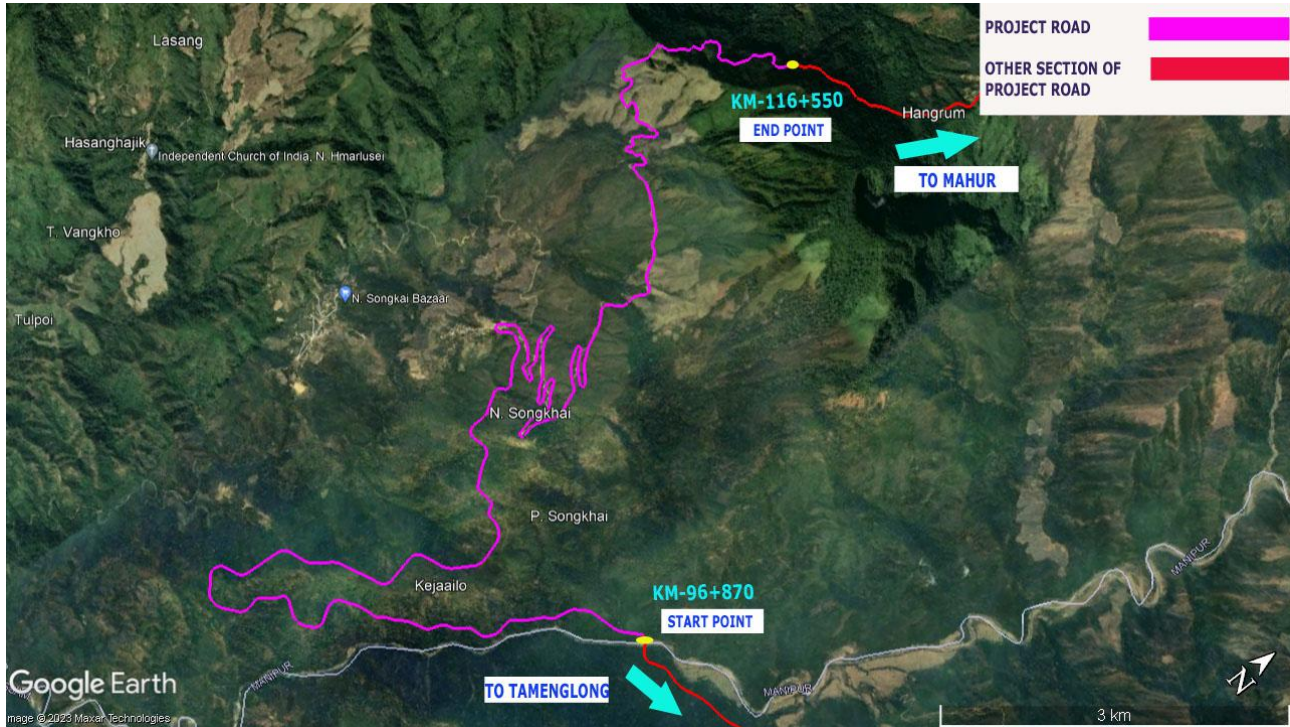 Lasang
PROJECT ROAD
OTHER SECTION OF
PROJECT ROAD
KM-116+550
END POINT
Hangrum
TO MAHUR
Hasanghajik
Independent Church of India, N. Hmarlusei
T. Vangkho
N. Songkai Bazaar
Tulpoi
N. Songkhai
P. Songkhai
Kejaailo
MANIPUR
KM-96+870
START POINT
MANIPUR
MANIPUR
TO TAMENGLONG
N
Google Earth
mage © 2023 Maxar Technologies
3 km